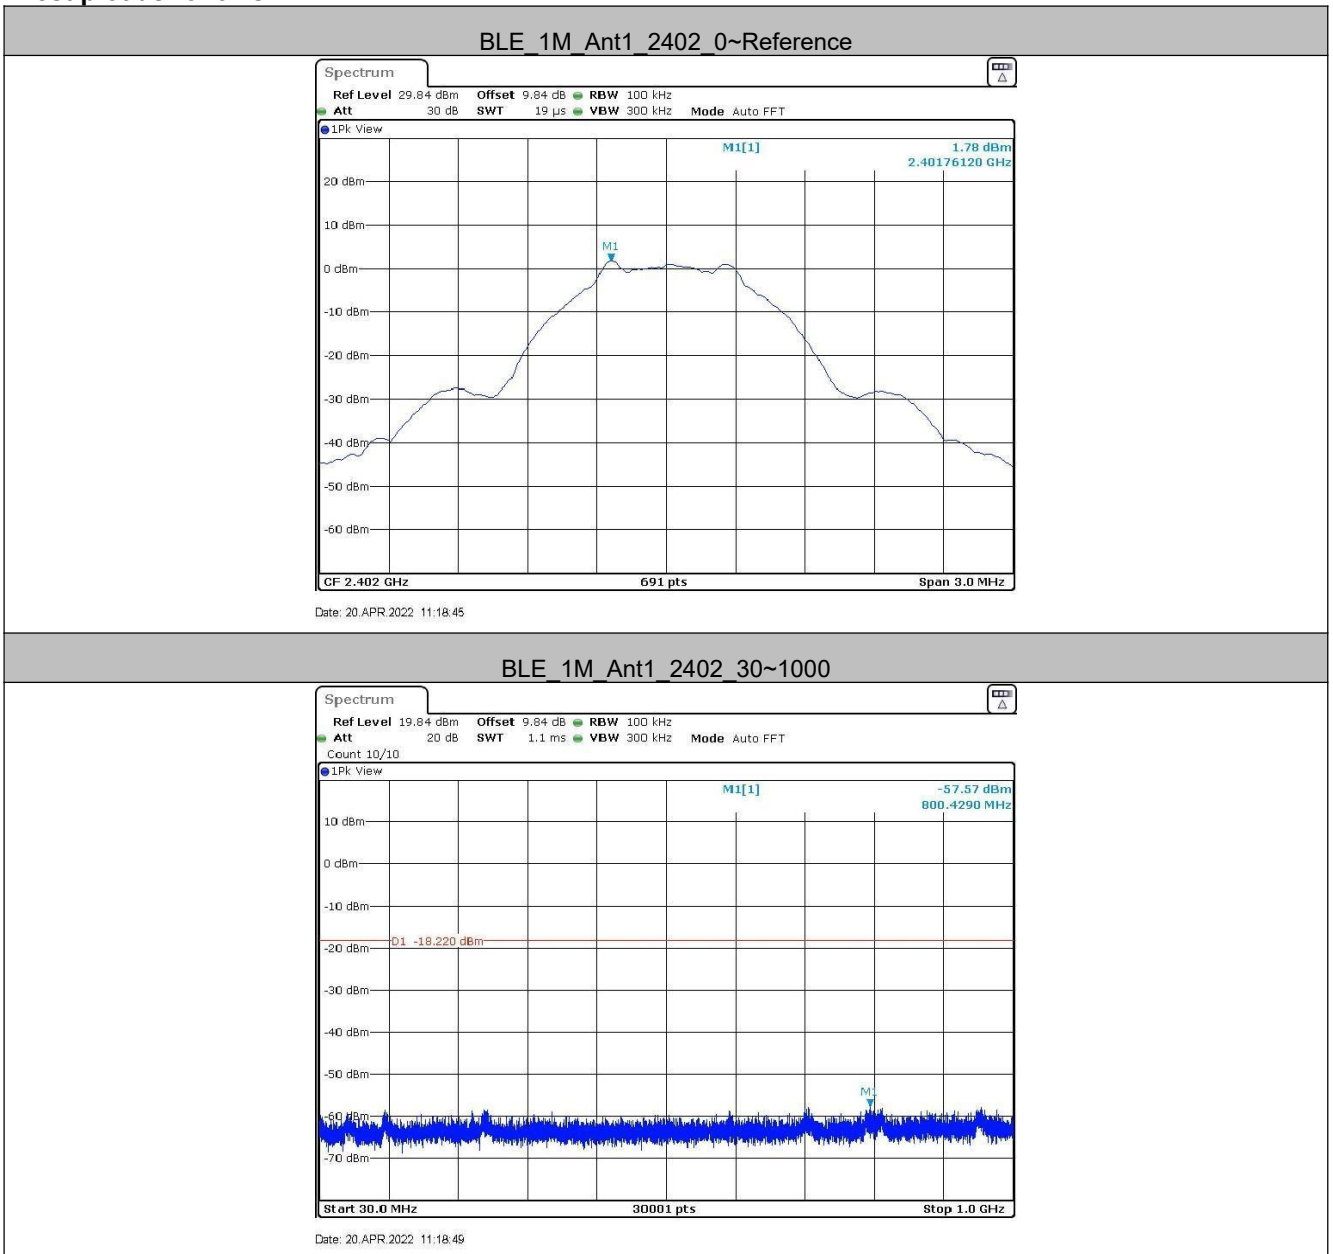 BLE_1M_Ant1_2402_0~Reference
Spectrum
Ref Level 29.84 dBm Offset 9.84 dB RBW 100 kHz
Att 30 dB SWT 19 µs VBW 300 kHz Mode Auto FFT
1Pk View
M1[1] 1.78 dBm
2.40176120 GHz
20 dBm
10 dBm
M1
0 dBm
-10 dBm
-20 dBm
-30 dBm
-40 dBm
-50 dBm
-60 dBm
CF 2.402 GHz 691 pts Span 3.0 MHz
Date: 20.APR.2022 11:18:45
BLE_1M_Ant1_2402_30~1000
Spectrum
Ref Level 19.84 dBm Offset 9.84 dB RBW 100 kHz
Att 20 dB SWT 1.1 ms VBW 300 kHz Mode Auto FFT
Count 10/10
1Pk View
M1[1] -57.57 dBm
800.4290 MHz
10 dBm
0 dBm
-10 dBm
D1 -18.220 dBm
-20 dBm
-30 dBm
-40 dBm
-50 dBm
M1
-60 dBm
-70 dBm
Start 30.0 MHz 30001 pts Stop 1.0 GHz
Date: 20.APR.2022 11:18:49